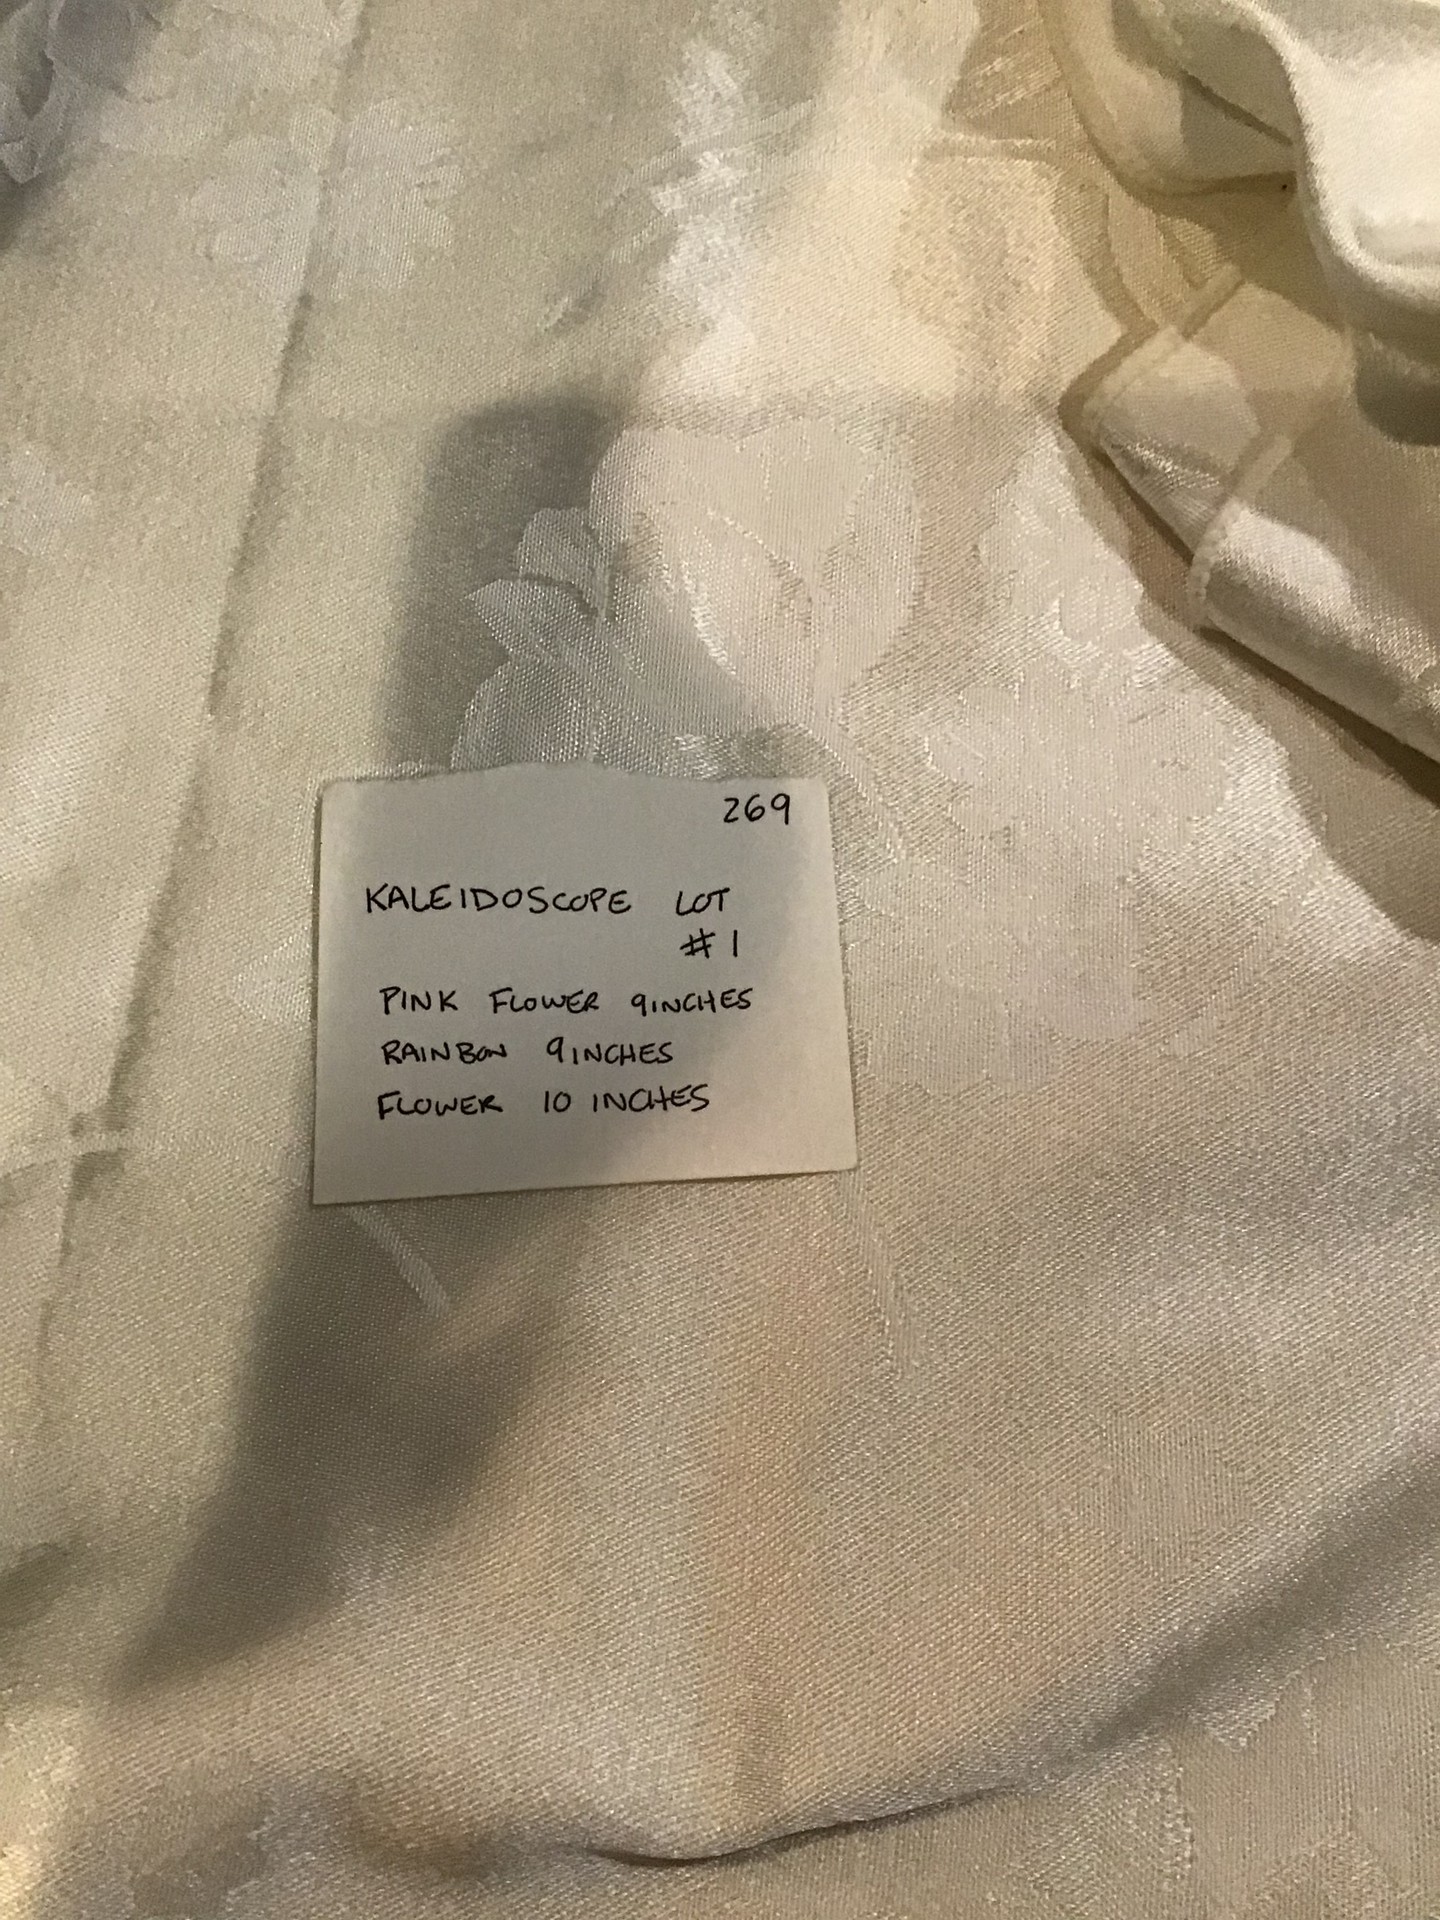 269
KALEIDOSCOPE LOT
#1
PINK FLOWER 9INCHES
RAINBOW 9INCHES
FLOWER 10 INCHES